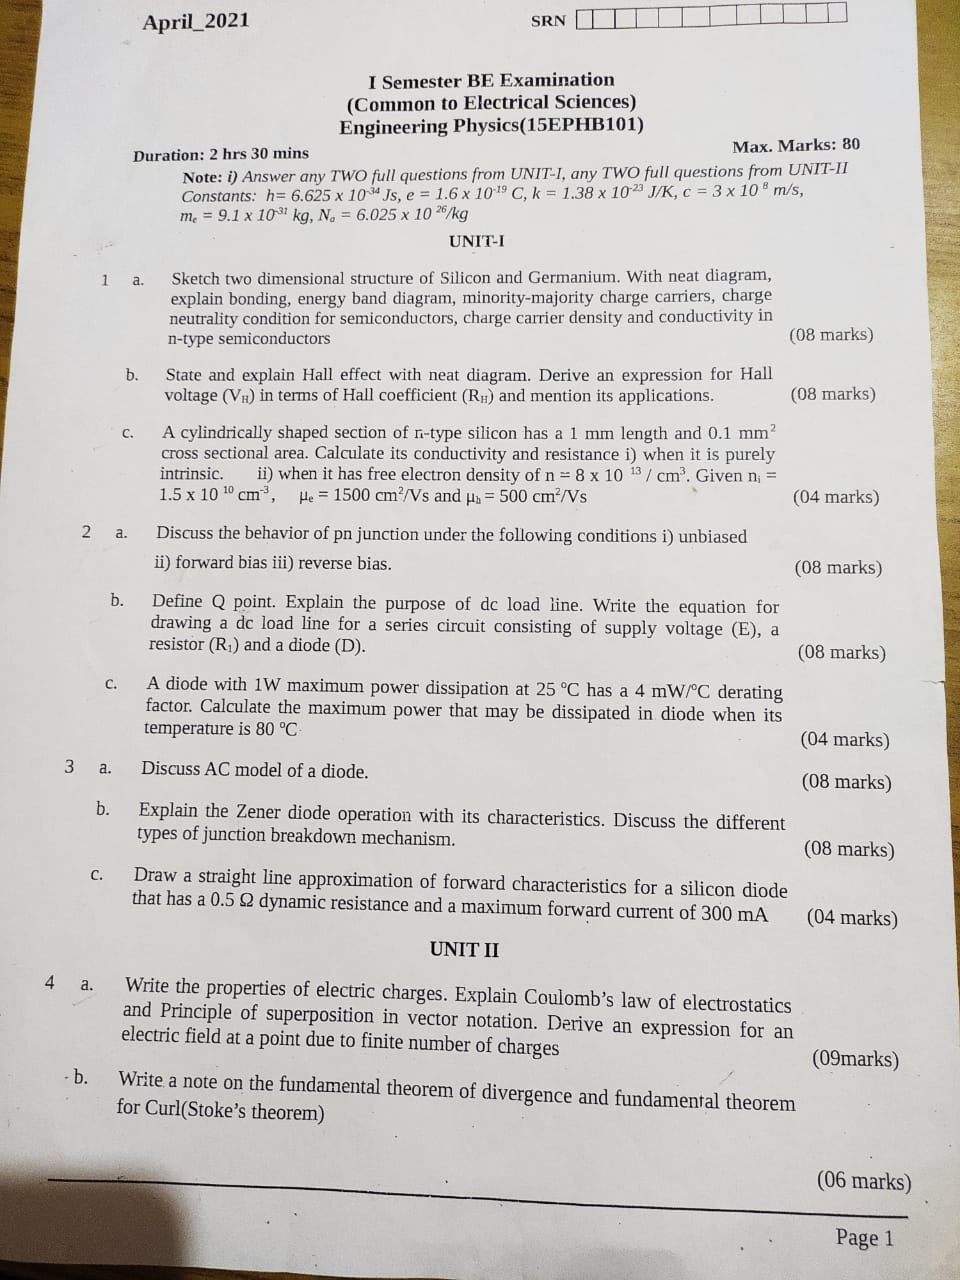 April_2021
SRN
I Semester BE Examination
(Common to Electrical Sciences)
Engineering Physics(15EPHB101)
Duration: 2 hrs 30 mins Max. Marks: 80
Note: i) Answer any TWO full questions from UNIT-I, any TWO full questions from UNIT-II
Constants: h= 6.625 x 10⁻³⁴ Js, e = 1.6 x 10⁻¹⁹ C, k = 1.38 x 10⁻²³ J/K, c = 3 x 10 ⁸ m/s,
mₑ = 9.1 x 10⁻³¹ kg, Nₐ = 6.025 x 10 ²⁶/kg
UNIT-I
1 a. Sketch two dimensional structure of Silicon and Germanium. With neat diagram,
explain bonding, energy band diagram, minority-majority charge carriers, charge
neutrality condition for semiconductors, charge carrier density and conductivity in
n-type semiconductors (08 marks)
b. State and explain Hall effect with neat diagram. Derive an expression for Hall
voltage (V_H) in terms of Hall coefficient (R_H) and mention its applications. (08 marks)
c. A cylindrically shaped section of n-type silicon has a 1 mm length and 0.1 mm²
cross sectional area. Calculate its conductivity and resistance i) when it is purely
intrinsic. ii) when it has free electron density of n = 8 x 10 ¹³ / cm³. Given nᵢ =
1.5 x 10 ¹⁰ cm⁻³, μₑ = 1500 cm²/Vs and μₕ = 500 cm²/Vs (04 marks)
2 a. Discuss the behavior of pn junction under the following conditions i) unbiased
ii) forward bias iii) reverse bias. (08 marks)
b. Define Q point. Explain the purpose of dc load line. Write the equation for
drawing a dc load line for a series circuit consisting of supply voltage (E), a
resistor (R₁) and a diode (D). (08 marks)
c. A diode with 1W maximum power dissipation at 25 ⁰C has a 4 mW/⁰C derating
factor. Calculate the maximum power that may be dissipated in diode when its
temperature is 80 ⁰C (04 marks)
3 a. Discuss AC model of a diode. (08 marks)
b. Explain the Zener diode operation with its characteristics. Discuss the different
types of junction breakdown mechanism. (08 marks)
c. Draw a straight line approximation of forward characteristics for a silicon diode
that has a 0.5 Ω dynamic resistance and a maximum forward current of 300 mA (04 marks)
UNIT II
4 a. Write the properties of electric charges. Explain Coulomb's law of electrostatics
and Principle of superposition in vector notation. Derive an expression for an
electric field at a point due to finite number of charges (09marks)
b. Write a note on the fundamental theorem of divergence and fundamental theorem
for Curl(Stoke's theorem)
(06 marks)
Page 1